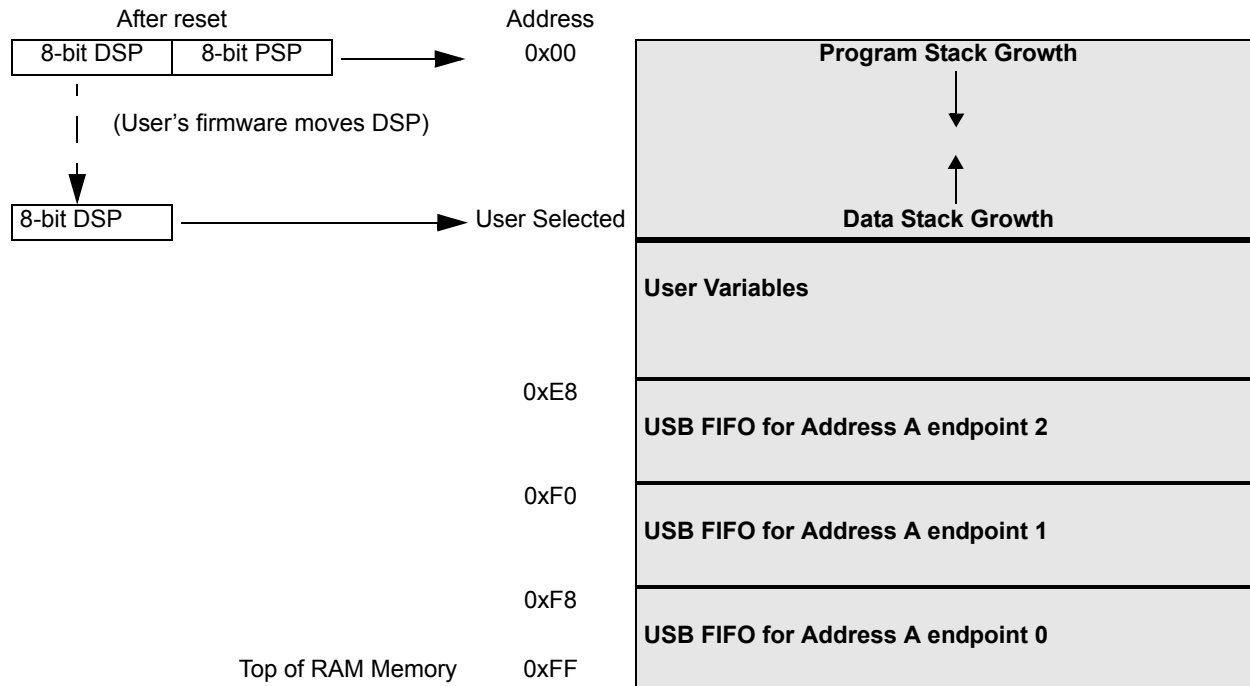 After reset Address
8-bit DSP 8-bit PSP 0x00 Program Stack Growth
(User's firmware moves DSP)
8-bit DSP User Selected Data Stack Growth
User Variables
0xE8
USB FIFO for Address A endpoint 2
0xF0
USB FIFO for Address A endpoint 1
0xF8
USB FIFO for Address A endpoint 0
Top of RAM Memory 0xFF